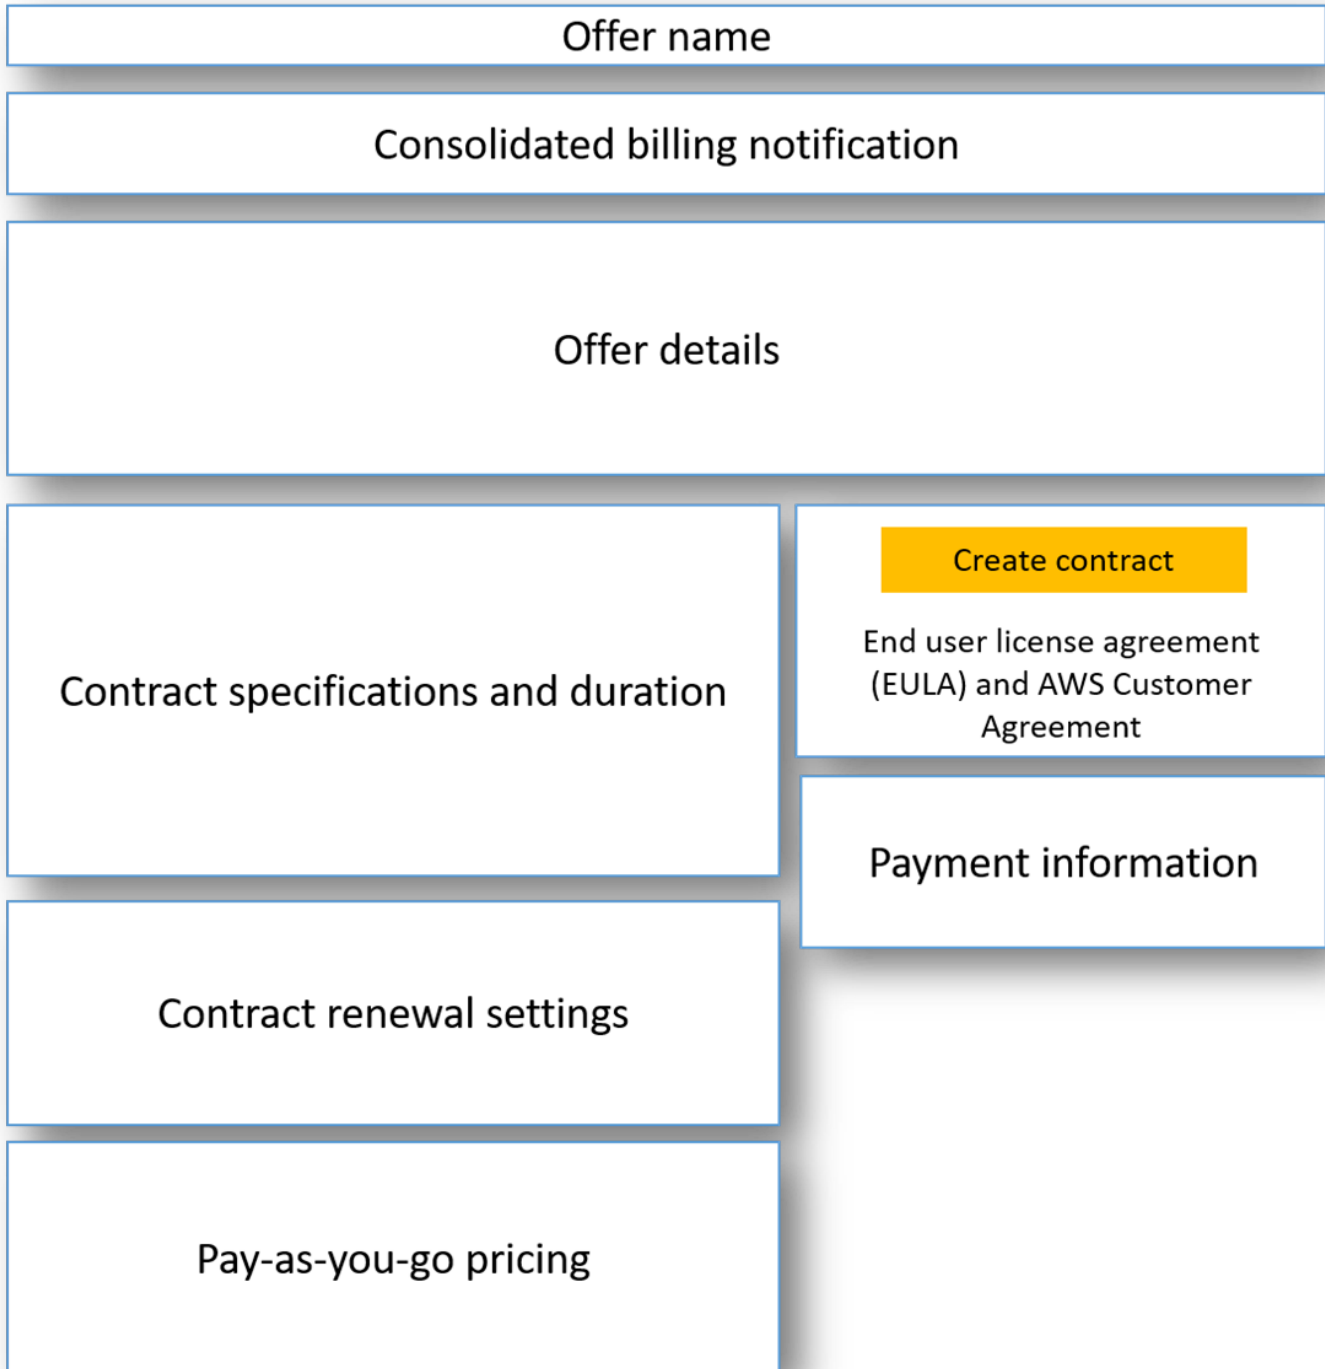 Offer name
Consolidated billing notification
Offer details
Contract specifications and duration
Create contract
End user license agreement
(EULA) and AWS Customer
Agreement
Payment information
Contract renewal settings
Pay-as-you-go pricing